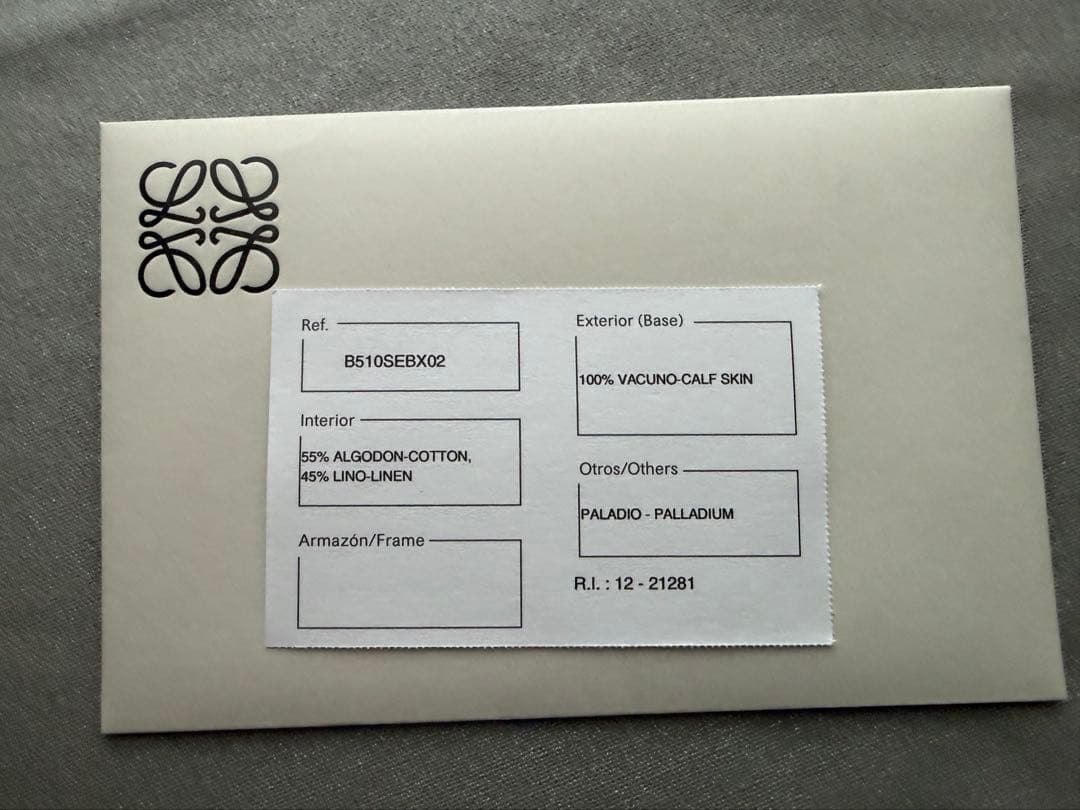 Ref.
B510SEBX02
Interior
55% ALGODON-COTTON,
45% LINO-LINEN
Armazón/Frame
Exterior (Base)
100% VACUNO-CALF SKIN
Otros/Others
PALADIO - PALLADIUM
R.I. : 12 - 21281